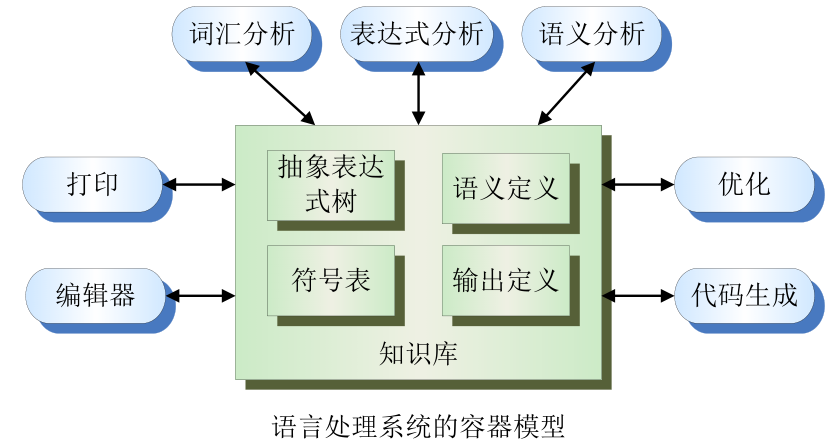 词汇分析
表达式分析
语义分析
打印
抽象表达
式树
语义定义
优化
编辑器
符号表
输出定义
代码生成
知识库
语言处理系统的容器模型